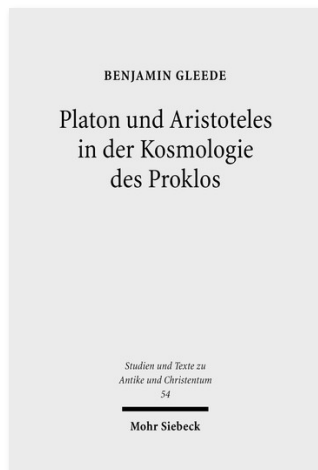 BENJAMIN GLEEDE
Platon und Aristoteles
in der Kosmologie
des Proklos
Studien und Texte zu
Antike und Christentum
54
Mohr Siebeck